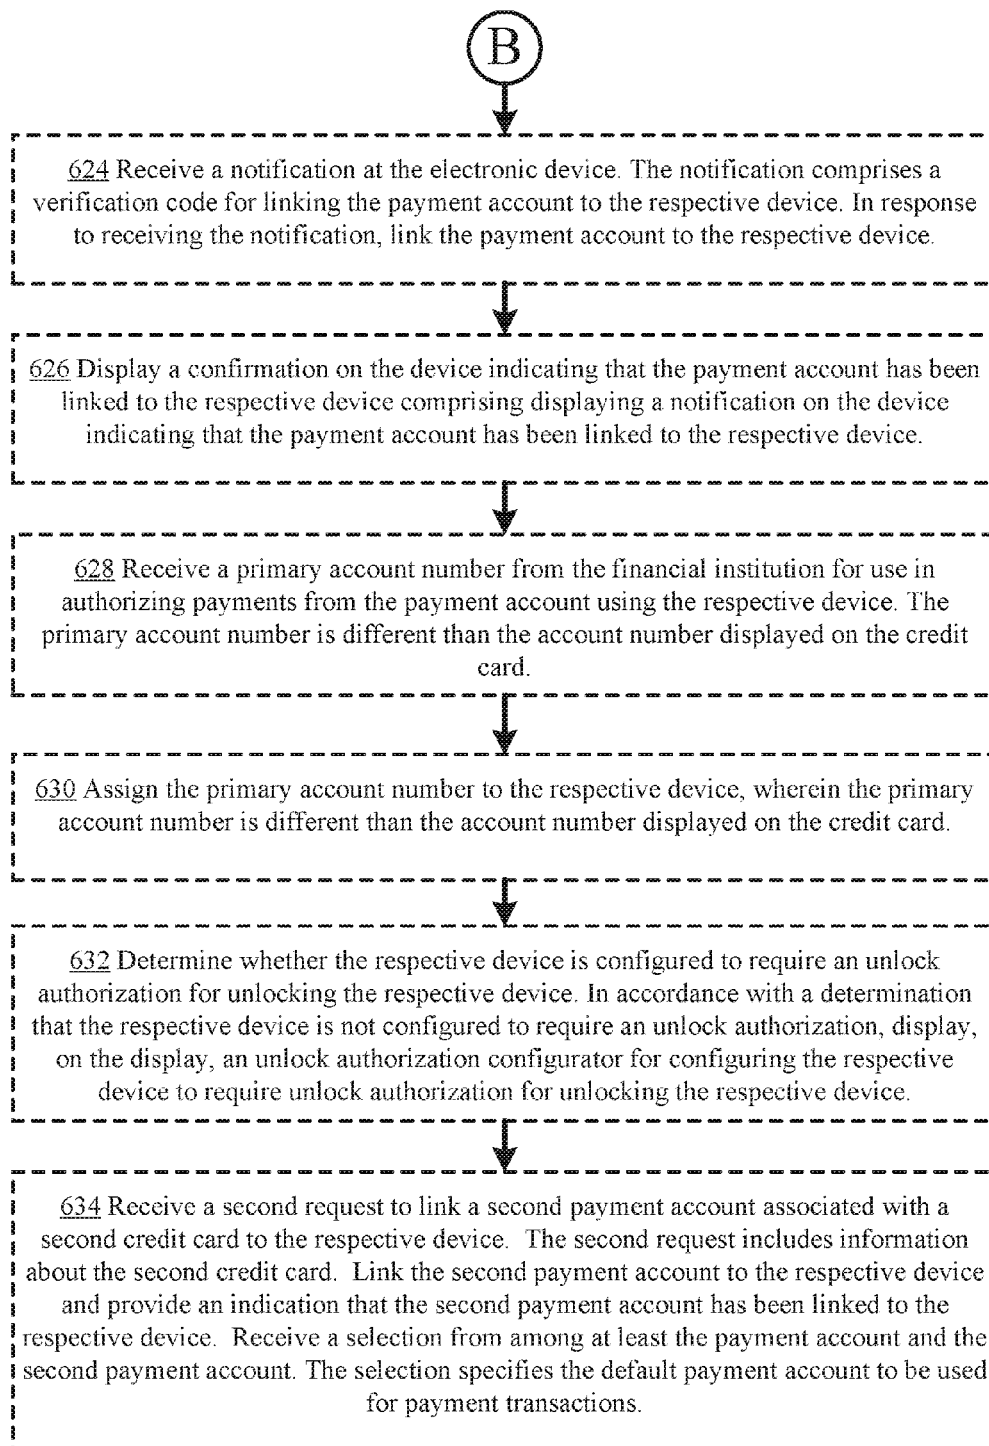 B
624 Receive a notification at the electronic device. The notification comprises a
verification code for linking the payment account to the respective device. In response
to receiving the notification, link the payment account to the respective device.
626 Display a confirmation on the device indicating that the payment account has been
linked to the respective device comprising displaying a notification on the device
indicating that the payment account has been linked to the respective device.
628 Receive a primary account number from the financial institution for use in
authorizing payments from the payment account using the respective device. The
primary account number is different than the account number displayed on the credit
card.
630 Assign the primary account number to the respective device, wherein the primary
account number is different than the account number displayed on the credit card.
632 Determine whether the respective device is configured to require an unlock
authorization for unlocking the respective device. In accordance with a determination
that the respective device is not configured to require an unlock authorization, display,
on the display, an unlock authorization configurator for configuring the respective
device to require unlock authorization for unlocking the respective device.
634 Receive a second request to link a second payment account associated with a
second credit card to the respective device. The second request includes information
about the second credit card. Link the second payment account to the respective device
and provide an indication that the second payment account has been linked to the
respective device. Receive a selection from among at least the payment account and the
second payment account. The selection specifies the default payment account to be used
for payment transactions.